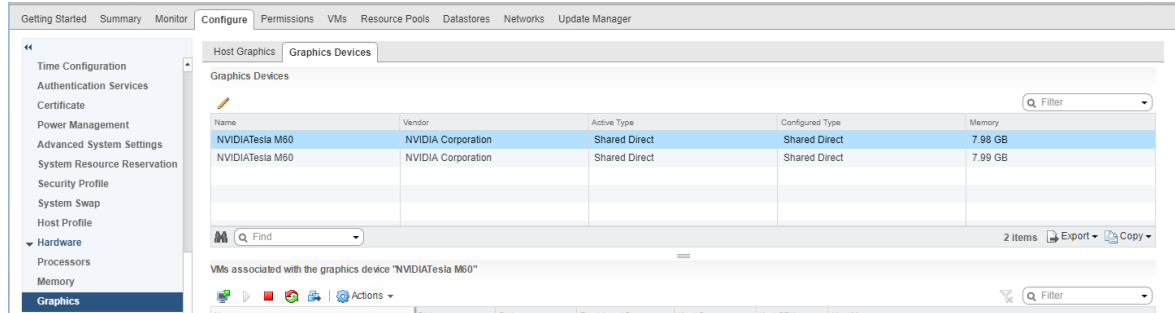 Getting Started Summary Monitor Configure Permissions VMs Resource Pools Datastores Networks Update Manager
Time Configuration
Authentication Services
Certificate
Power Management
Advanced System Settings
System Resource Reservation
Security Profile
System Swap
Host Profile
Hardware
Processors
Memory
Graphics
Host Graphics Graphics Devices
Graphics Devices
Filter
Name Vendor Active Type Configured Type Memory
NVIDIATesla M60 NVIDIA Corporation Shared Direct Shared Direct 7.98 GB
NVIDIATesla M60 NVIDIA Corporation Shared Direct Shared Direct 7.99 GB
Find 2 items Export Copy
VMs associated with the graphics device "NVIDIATesla M60"
Actions Filter